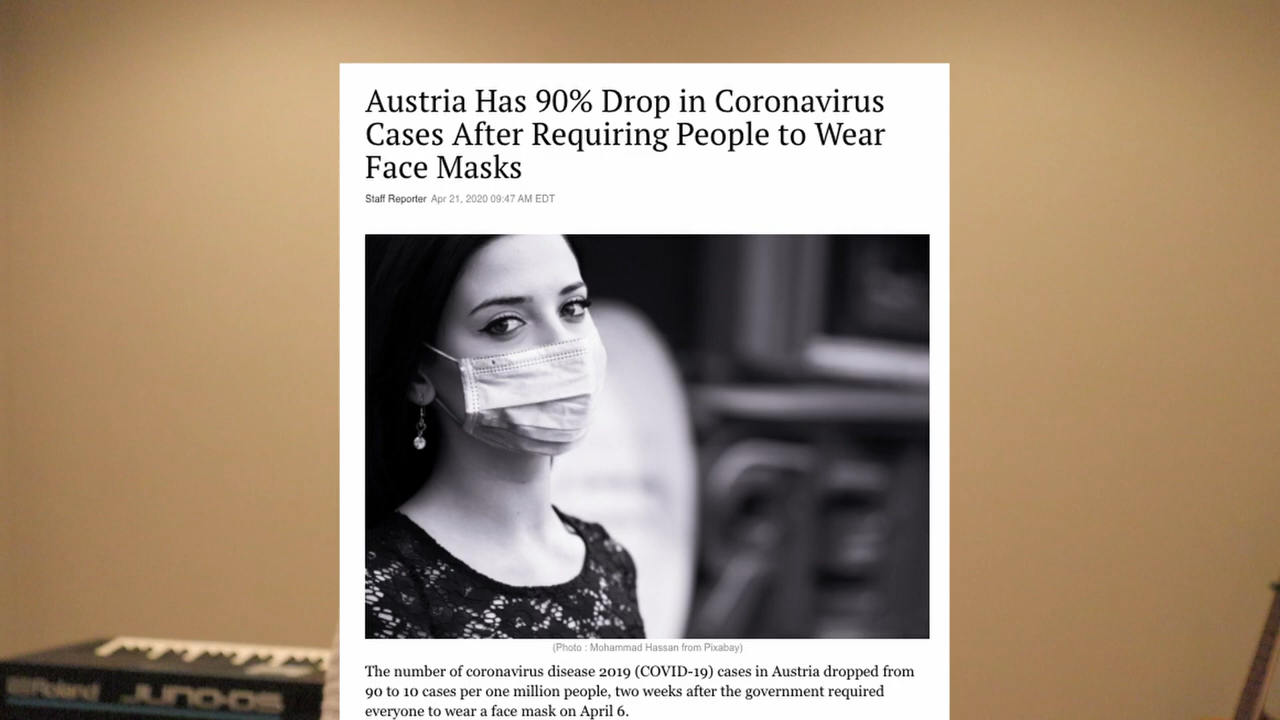 Austria Has 90% Drop in Coronavirus
Cases After Requiring People to Wear
Face Masks
Staff Reporter Apr 21, 2020 09:47 AM EDT
(Photo : Mohammad Hassan from Pixabay)
The number of coronavirus disease 2019 (COVID-19) cases in Austria dropped from
90 to 10 cases per one million people, two weeks after the government required
everyone to wear a face mask on April 6.
Roland JUNO-DS